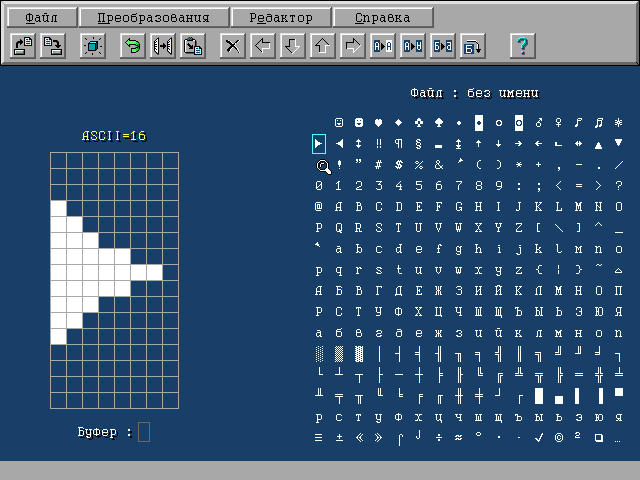 Файл Преобразования Редактор Справка
?
Файл : без имени
☺ ☻ ♥ ♦ ♣ ♠ • ◘ ○ ◙ ♂ ♀ ♪ ♫ ☼
ASCII=16
► ◄ ↕ ‼ ¶ § ▬ ↨ ↑ ↓ → ← ∟ ↔ ▲ ▼
! " # $ % & ' ( ) * + , - . /
0 1 2 3 4 5 6 7 8 9 : ; < = > ?
@ A B C D E F G H I J K L M N O
P Q R S T U V W X Y Z [ \ ] ^ _
` a b c d e f g h i j k l m n o
p q r s t u v w x y z { | } ~ ⌂
А Б В Г Д Е Ж З И Й К Л М Н О П
Р С Т У Ф Х Ц Ч Ш Щ Ъ Ы Ь Э Ю Я
а б в г д е ж з и й к л м н о п
░ ▒ ▓ │ ┤ ╡ ╢ ╖ ╕ ╣ ║ ╗ ╝ ╜ ╛ ┐
└ ┴ ┬ ├ ─ ┼ ╞ ╟ ╚ ╔ ╩ ╦ ╠ ═ ╬ ╧
╨ ╤ ╥ ╙ ╘ ╒ ╓ ╫ ╪ ┘ ┌ █ ▄ ▌ ▐ ▀
р с т у ф х ц ч ш щ ъ ы ь э ю я
Буфер :
≡ ± « » ⌠ ⌡ ÷ ≈ ° ∙ · √ © ² ❑ …